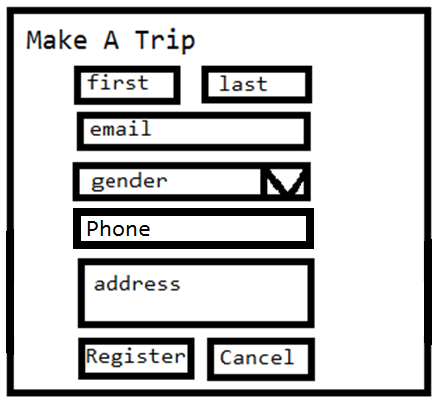 Make A Trip
first last
email
gender
Phone
address
Register Cancel